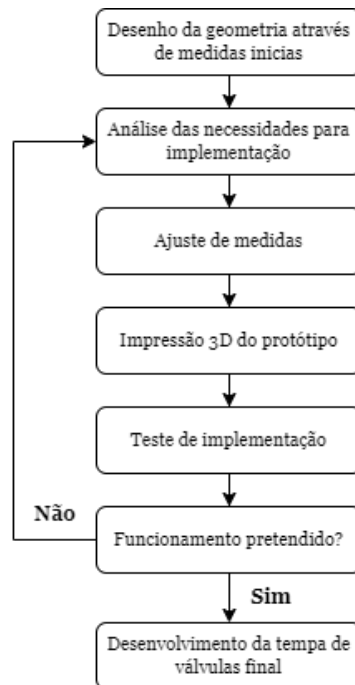 Desenho da geometria através
de medidas inicias
Análise das necessidades para
implementação
Ajuste de medidas
Impressão 3D do protótipo
Teste de implementação
Não
Funcionamento pretendido?
Sim
Desenvolvimento da tempa de
válvulas final